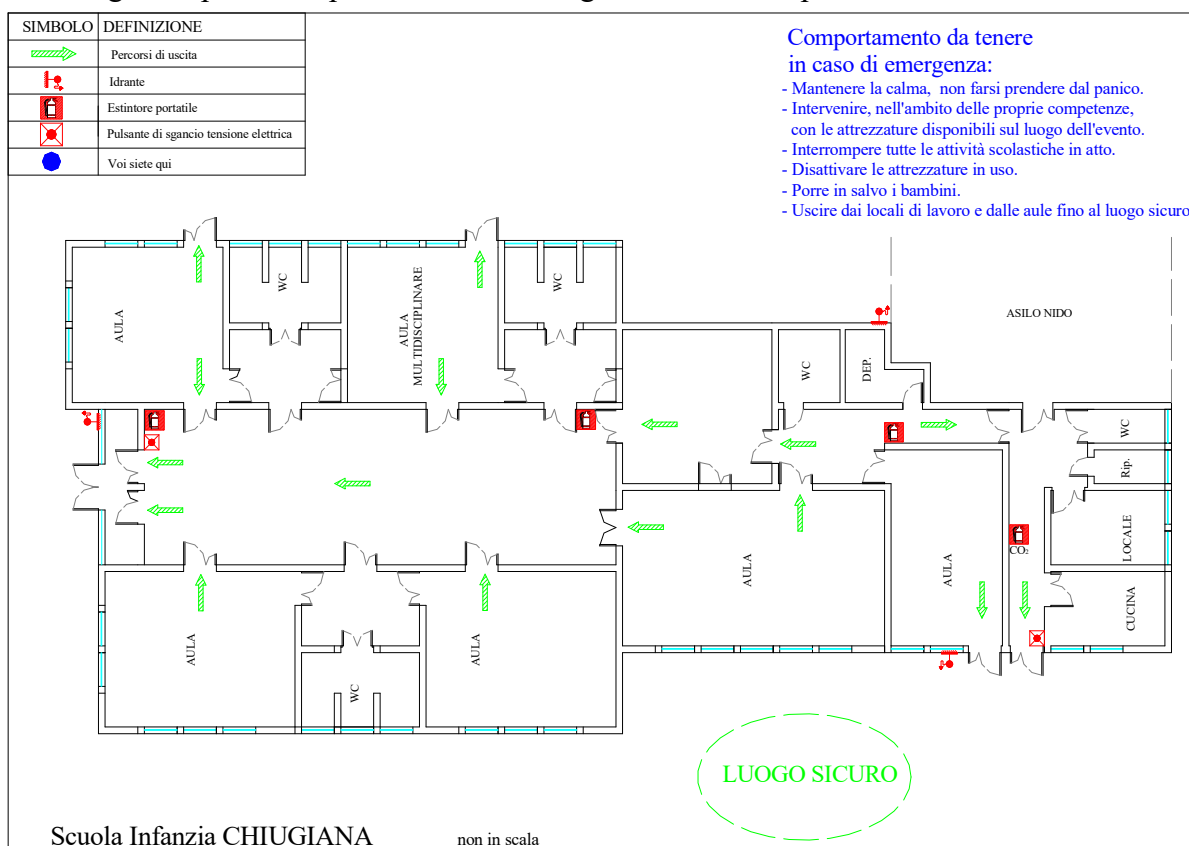 SIMBOLO DEFINIZIONE
Percorsi di uscita
Idrante
Estintore portatile
Pulsante di sgancio tensione elettrica
Voi siete qui
Comportamento da tenere
in caso di emergenza:
- Mantenere la calma, non farsi prendere dal panico.
- Intervenire, nell'ambito delle proprie competenze,
con le attrezzature disponibili sul luogo dell'evento.
- Interrompere tutte le attività scolastiche in atto.
- Disattivare le attrezzature in uso.
- Porre in salvo i bambini.
- Uscire dai locali di lavoro e dalle aule fino al luogo sicuro
AULA
WC
AULA
MULTIDISCIPLINARE
WC
ASILO NIDO
WC
DEP.
WC
Rip.
LOCALE
CO₂
CUCINA
AULA
AULA
AULA
WC
AULA
LUOGO SICURO
Scuola Infanzia CHIUGIANA
non in scala